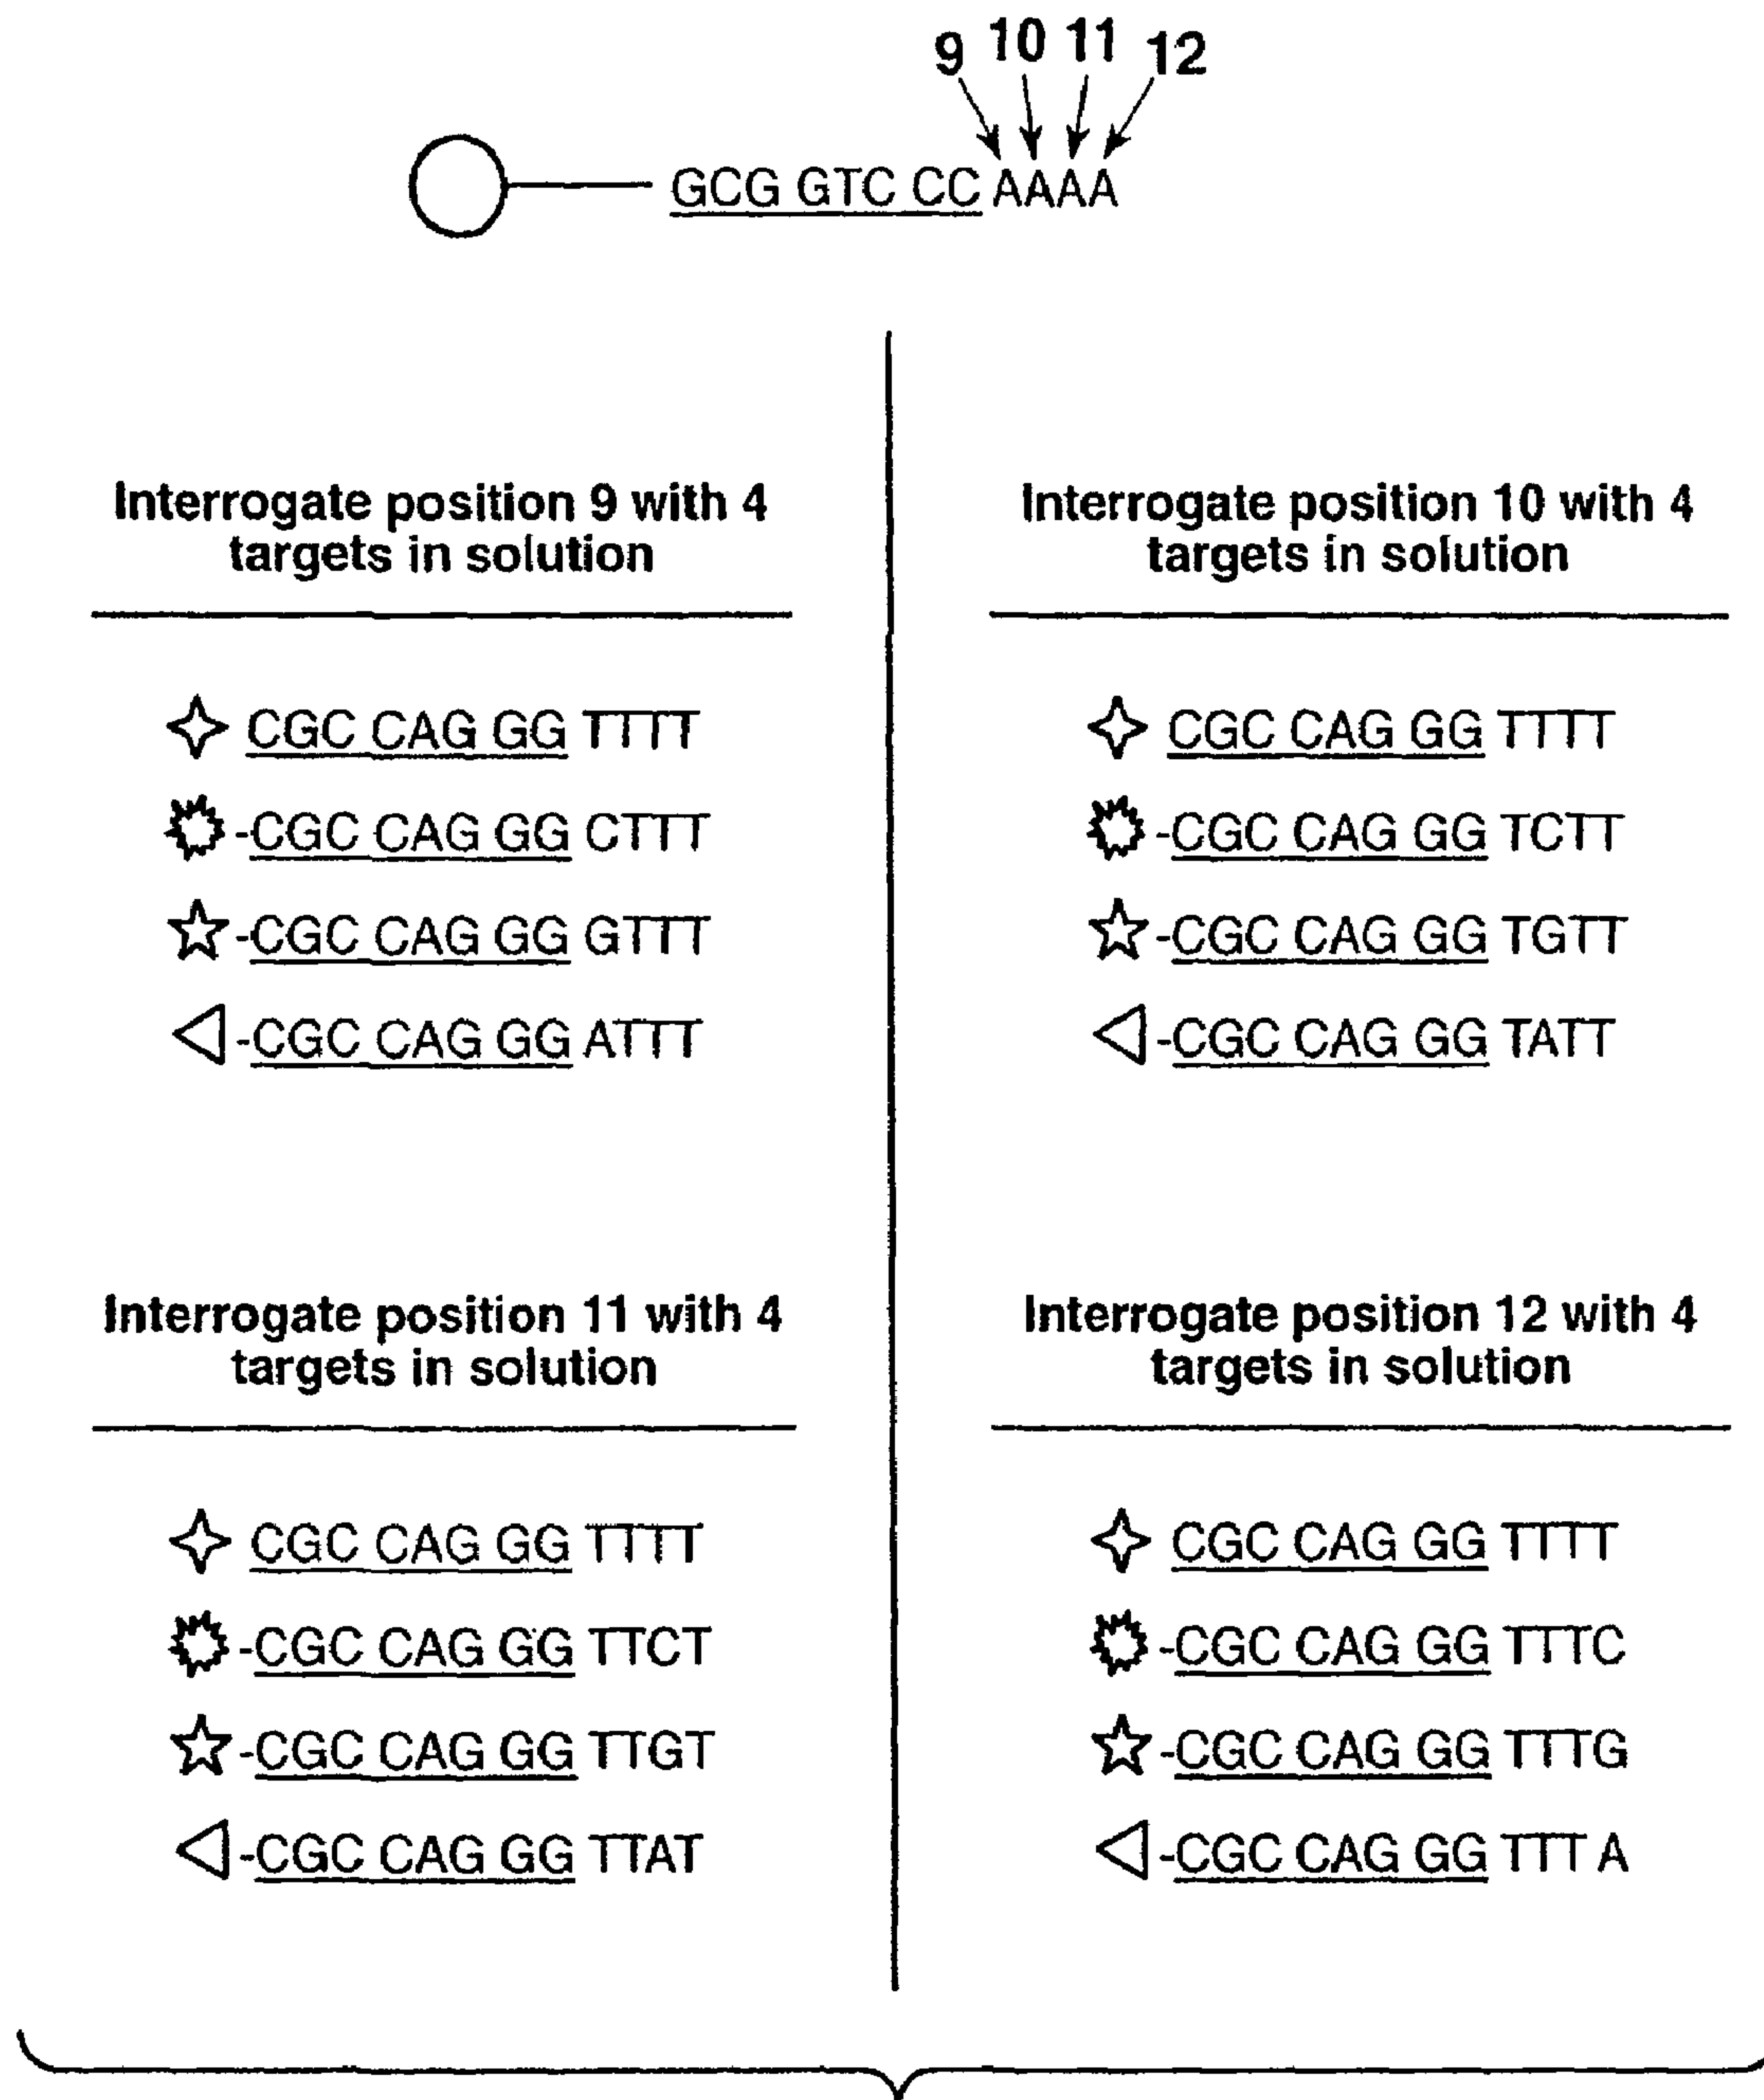 9 10 11 12
GCG GTC CC AAAA
Interrogate position 9 with 4
targets in solution
CGC CAG GG TTTT
-CGC CAG GG CTTT
-CGC CAG GG GTTT
-CGC CAG GG ATTT
Interrogate position 10 with 4
targets in solution
CGC CAG GG TTTT
-CGC CAG GG TCTT
-CGC CAG GG TGTT
-CGC CAG GG TATT
Interrogate position 11 with 4
targets in solution
CGC CAG GG TTTT
-CGC CAG GG TTCT
-CGC CAG GG TTGT
-CGC CAG GG TTAT
Interrogate position 12 with 4
targets in solution
CGC CAG GG TTTT
-CGC CAG GG TTTC
-CGC CAG GG TTTG
-CGC CAG GG TTT A